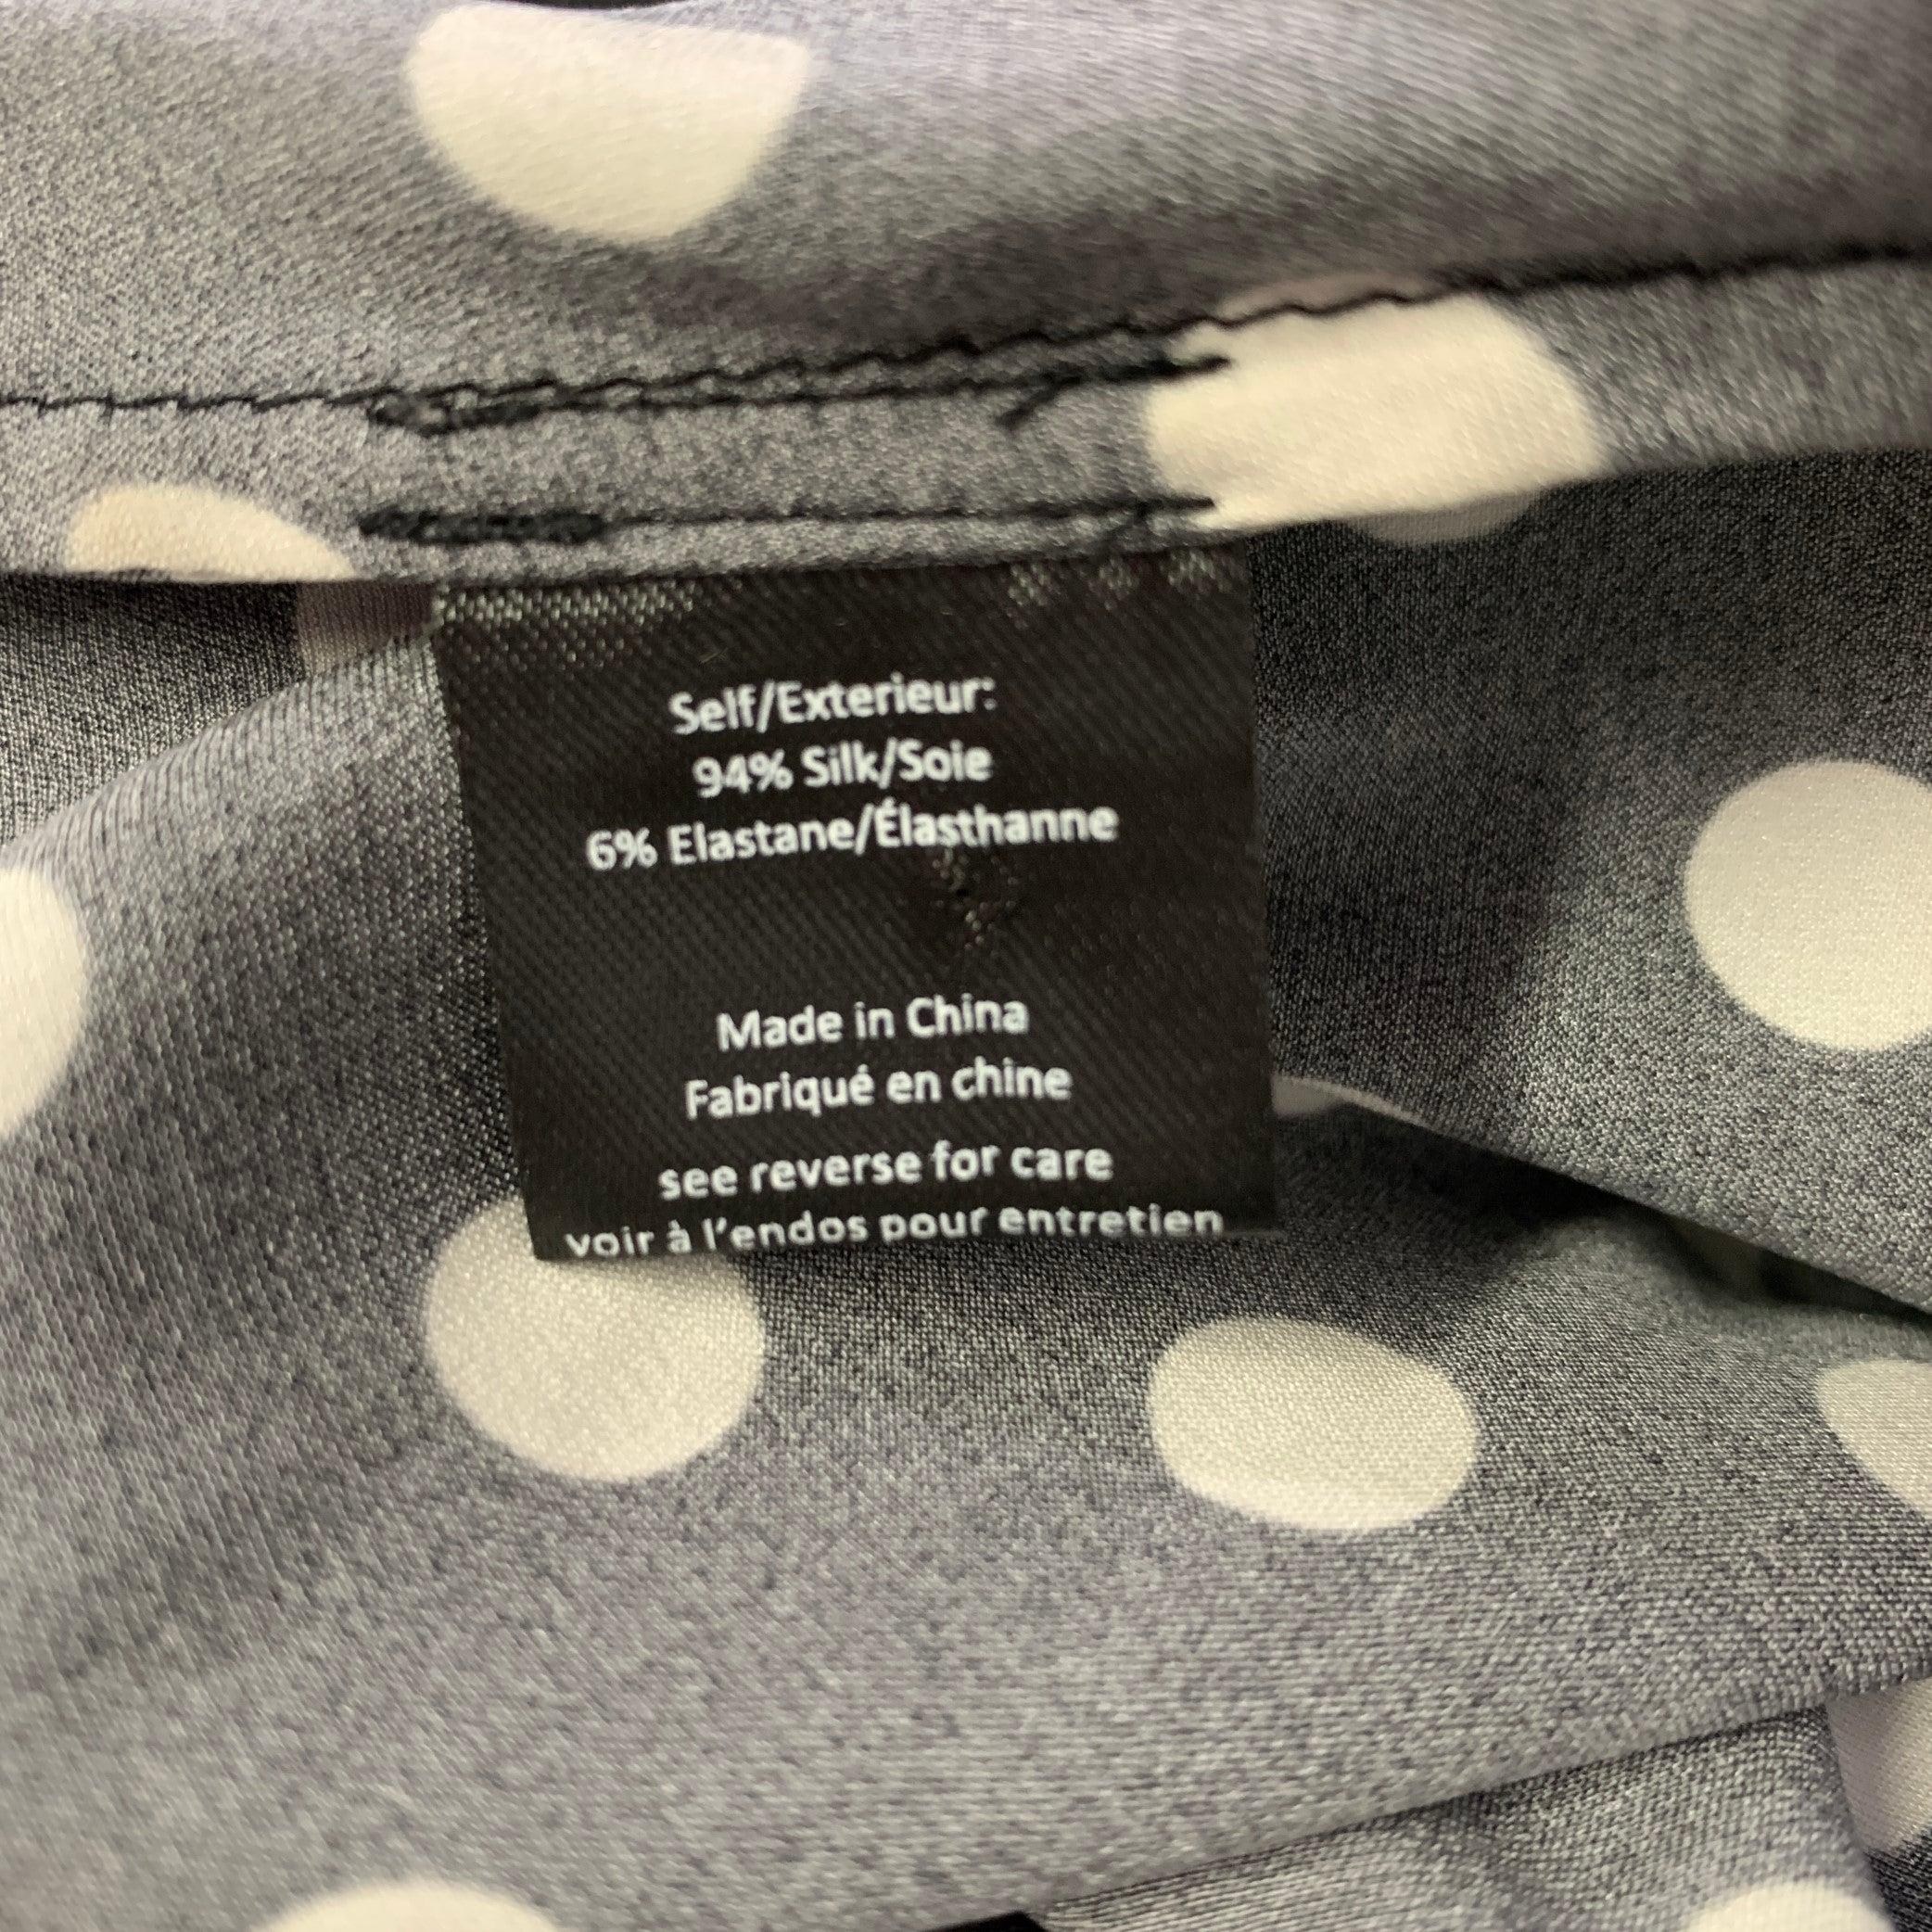 Self/Exterieur:
94% Silk/Soie
6% Elastane/Élasthanne
Made in China
Fabriqué en chine
see reverse for care
voir à l'endos pour entretien